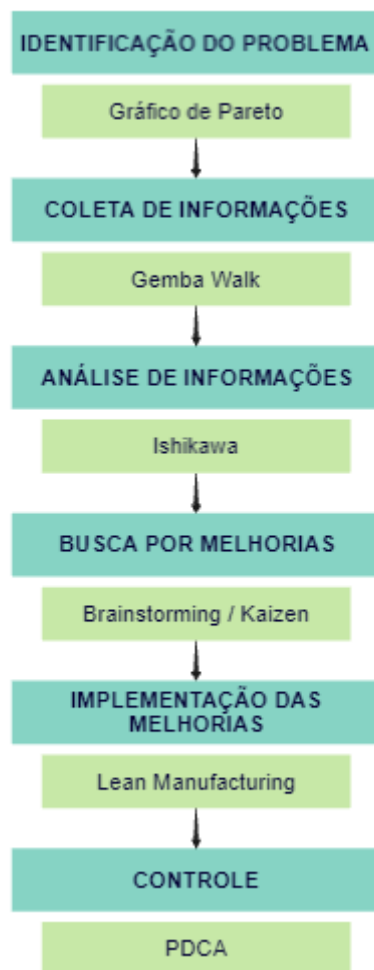 IDENTIFICAÇÃO DO PROBLEMA
Gráfico de Pareto
COLETA DE INFORMAÇÕES
Gemba Walk
ANÁLISE DE INFORMAÇÕES
Ishikawa
BUSCA POR MELHORIAS
Brainstorming / Kaizen
IMPLEMENTAÇÃO DAS
MELHORIAS
Lean Manufacturing
CONTROLE
PDCA